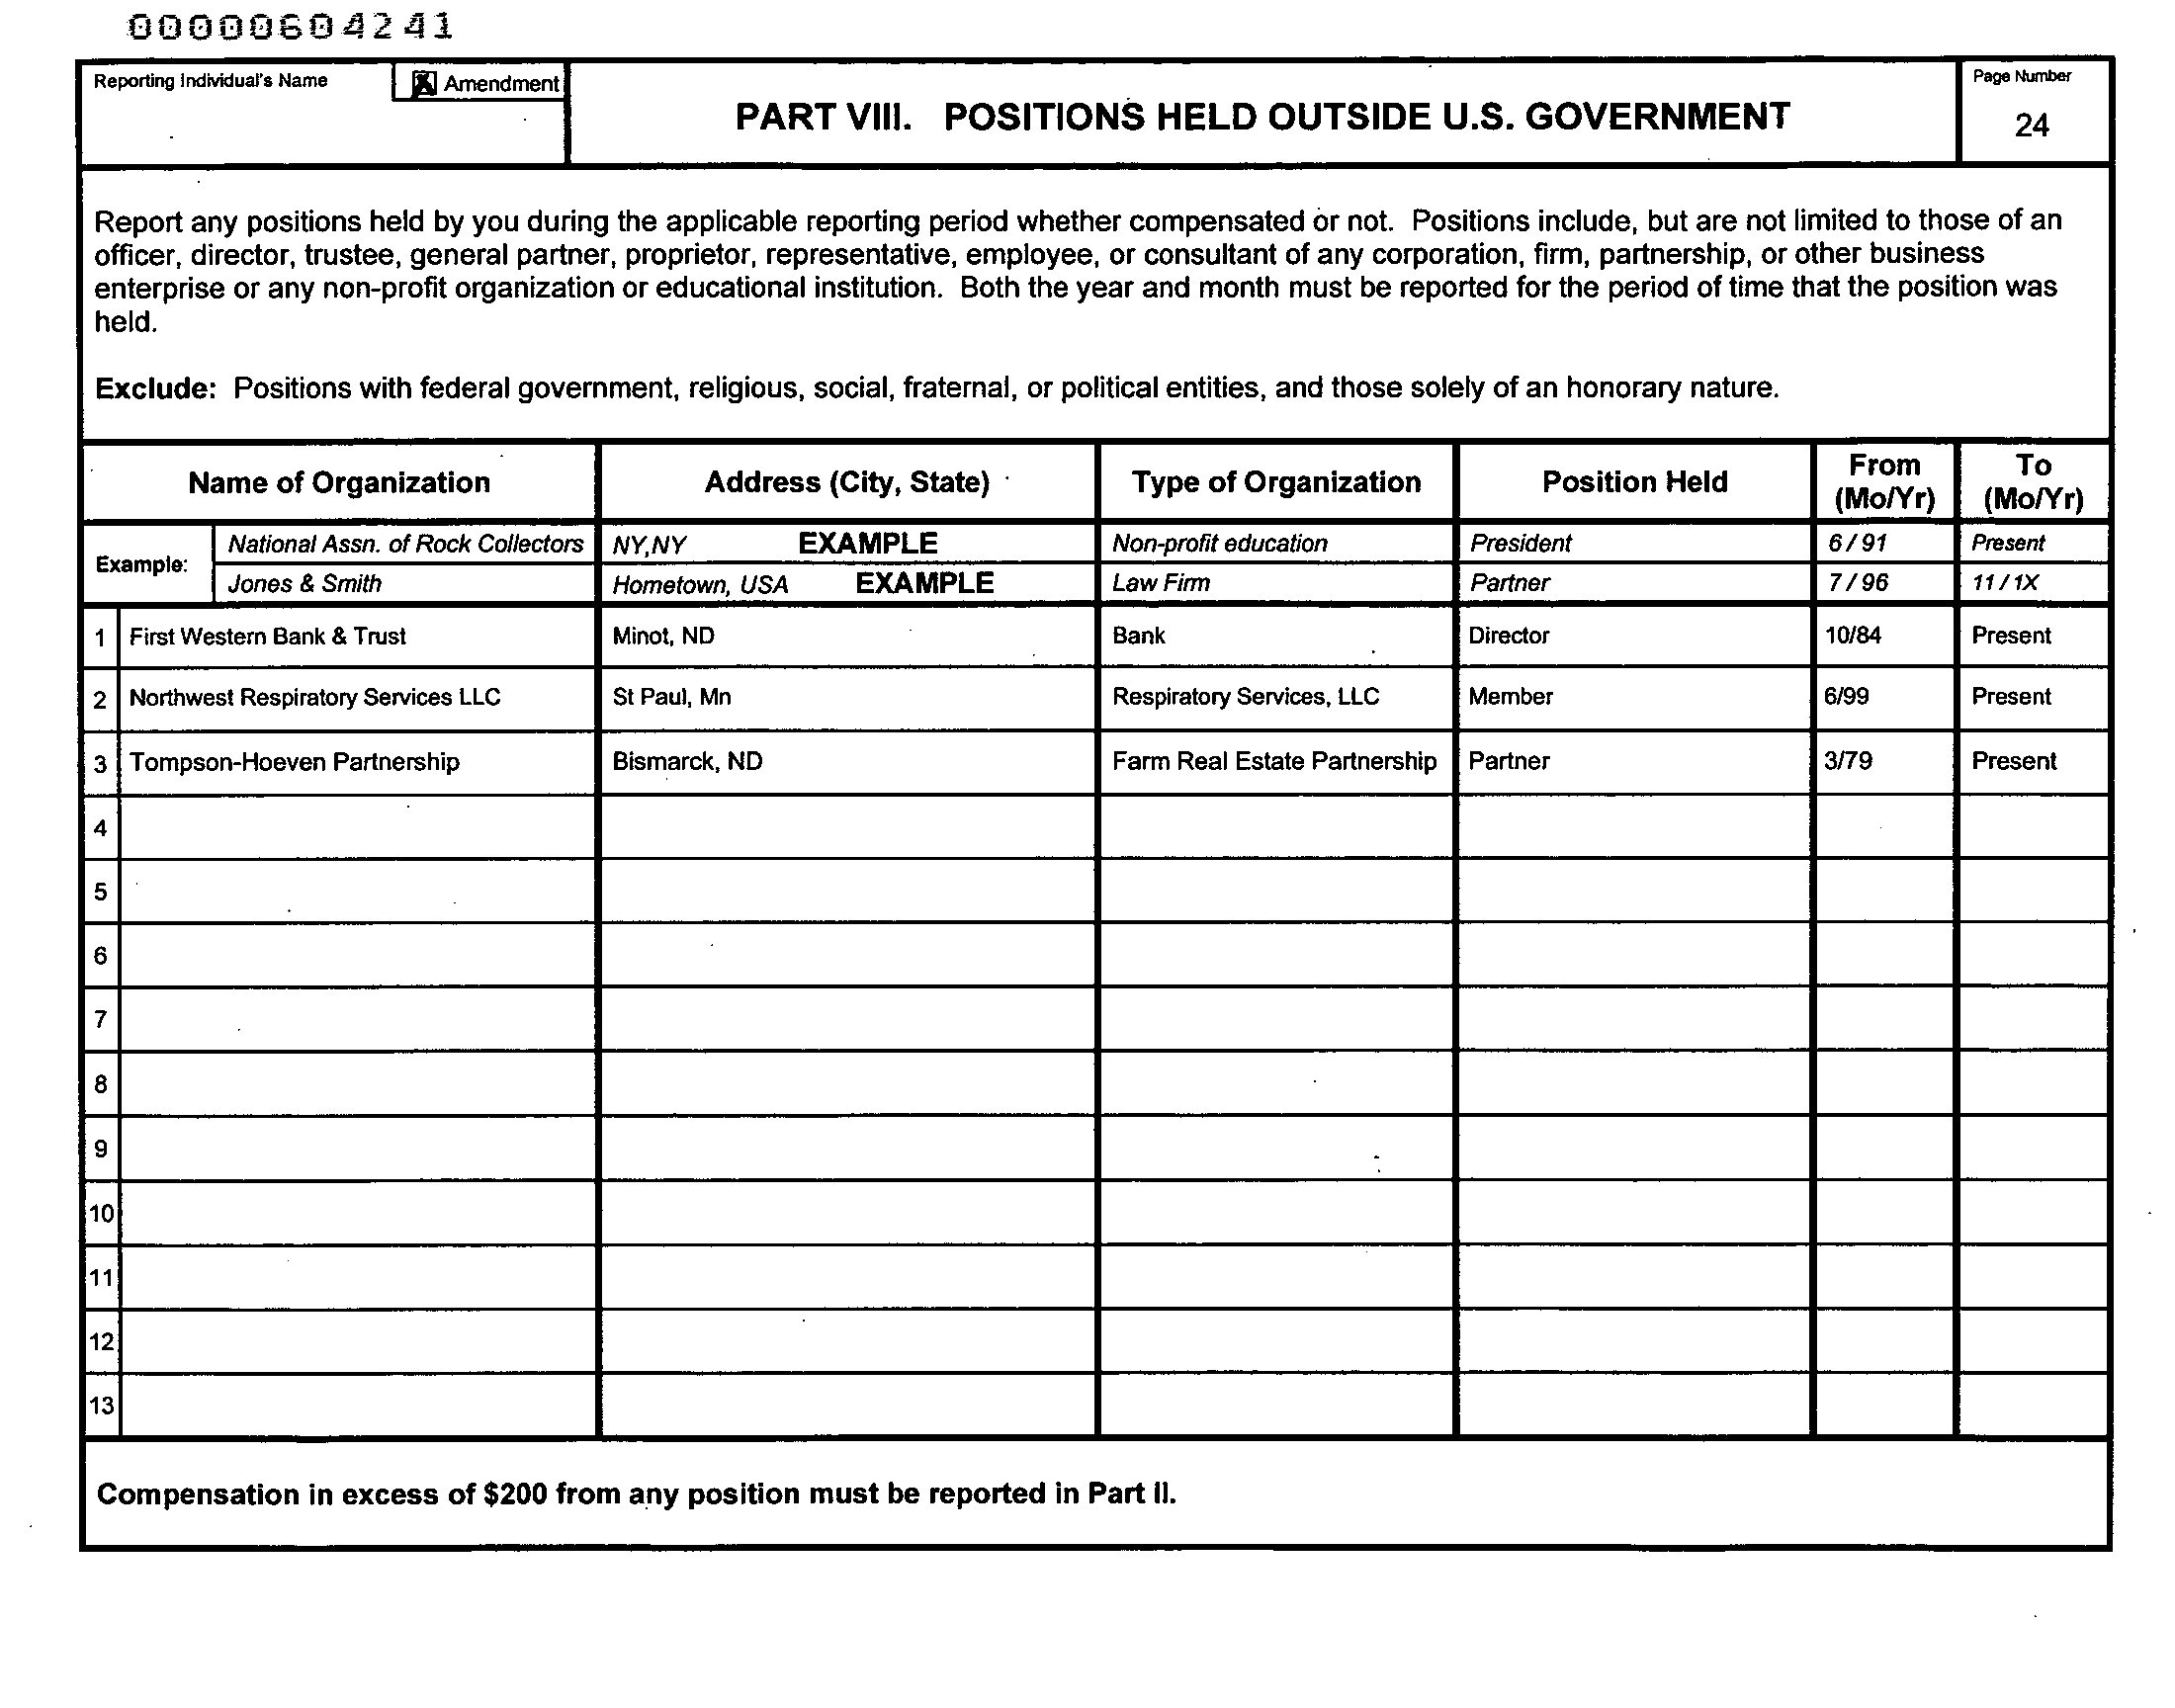 00000604241
Reporting Individual's Name
X Amendment
PART VIII. POSITIONS HELD OUTSIDE U.S. GOVERNMENT
Page Number
24
Report any positions held by you during the applicable reporting period whether compensated or not. Positions include, but are not limited to those of an
officer, director, trustee, general partner, proprietor, representative, employee, or consultant of any corporation, firm, partnership, or other business
enterprise or any non-profit organization or educational institution. Both the year and month must be reported for the period of time that the position was
held.
Exclude: Positions with federal government, religious, social, fraternal, or political entities, and those solely of an honorary nature.
Name of Organization Address (City, State) Type of Organization Position Held From (Mo/Yr) To (Mo/Yr)
Example: National Assn. of Rock Collectors NY,NY EXAMPLE Non-profit education President 6 / 91 Present
Jones & Smith Hometown, USA EXAMPLE Law Firm Partner 7 / 96 11 / 1X
1 First Western Bank & Trust Minot, ND Bank Director 10/84 Present
2 Northwest Respiratory Services LLC St Paul, Mn Respiratory Services, LLC Member 6/99 Present
3 Tompson-Hoeven Partnership Bismarck, ND Farm Real Estate Partnership Partner 3/79 Present
4
5
6
7
8
9
10
11
12
13
Compensation in excess of $200 from any position must be reported in Part II.